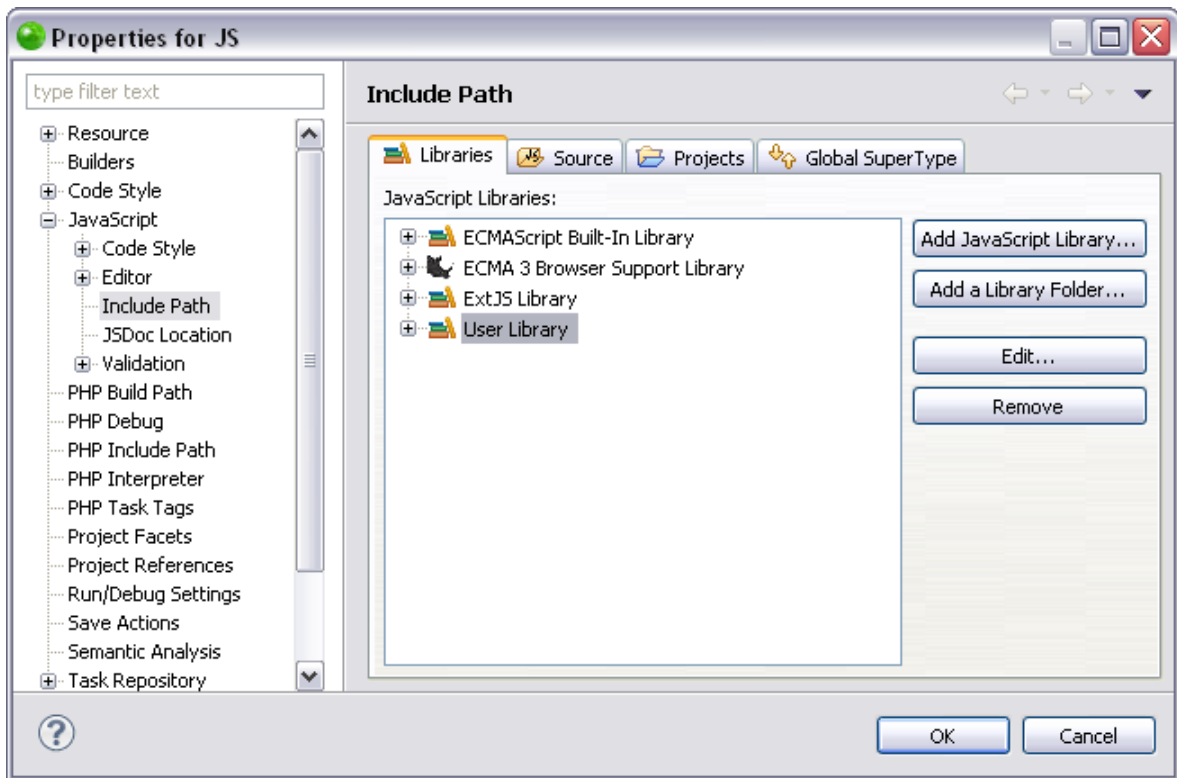 Properties for JS
type filter text
Resource
Builders
Code Style
JavaScript
Code Style
Editor
Include Path
JSDoc Location
Validation
PHP Build Path
PHP Debug
PHP Include Path
PHP Interpreter
PHP Task Tags
Project Facets
Project References
Run/Debug Settings
Save Actions
Semantic Analysis
Task Repository
Include Path
Libraries
JS Source
Projects
Global SuperType
JavaScript Libraries:
ECMAScript Built-In Library
ECMA 3 Browser Support Library
ExtJS Library
User Library
Add JavaScript Library...
Add a Library Folder...
Edit...
Remove
?
OK
Cancel